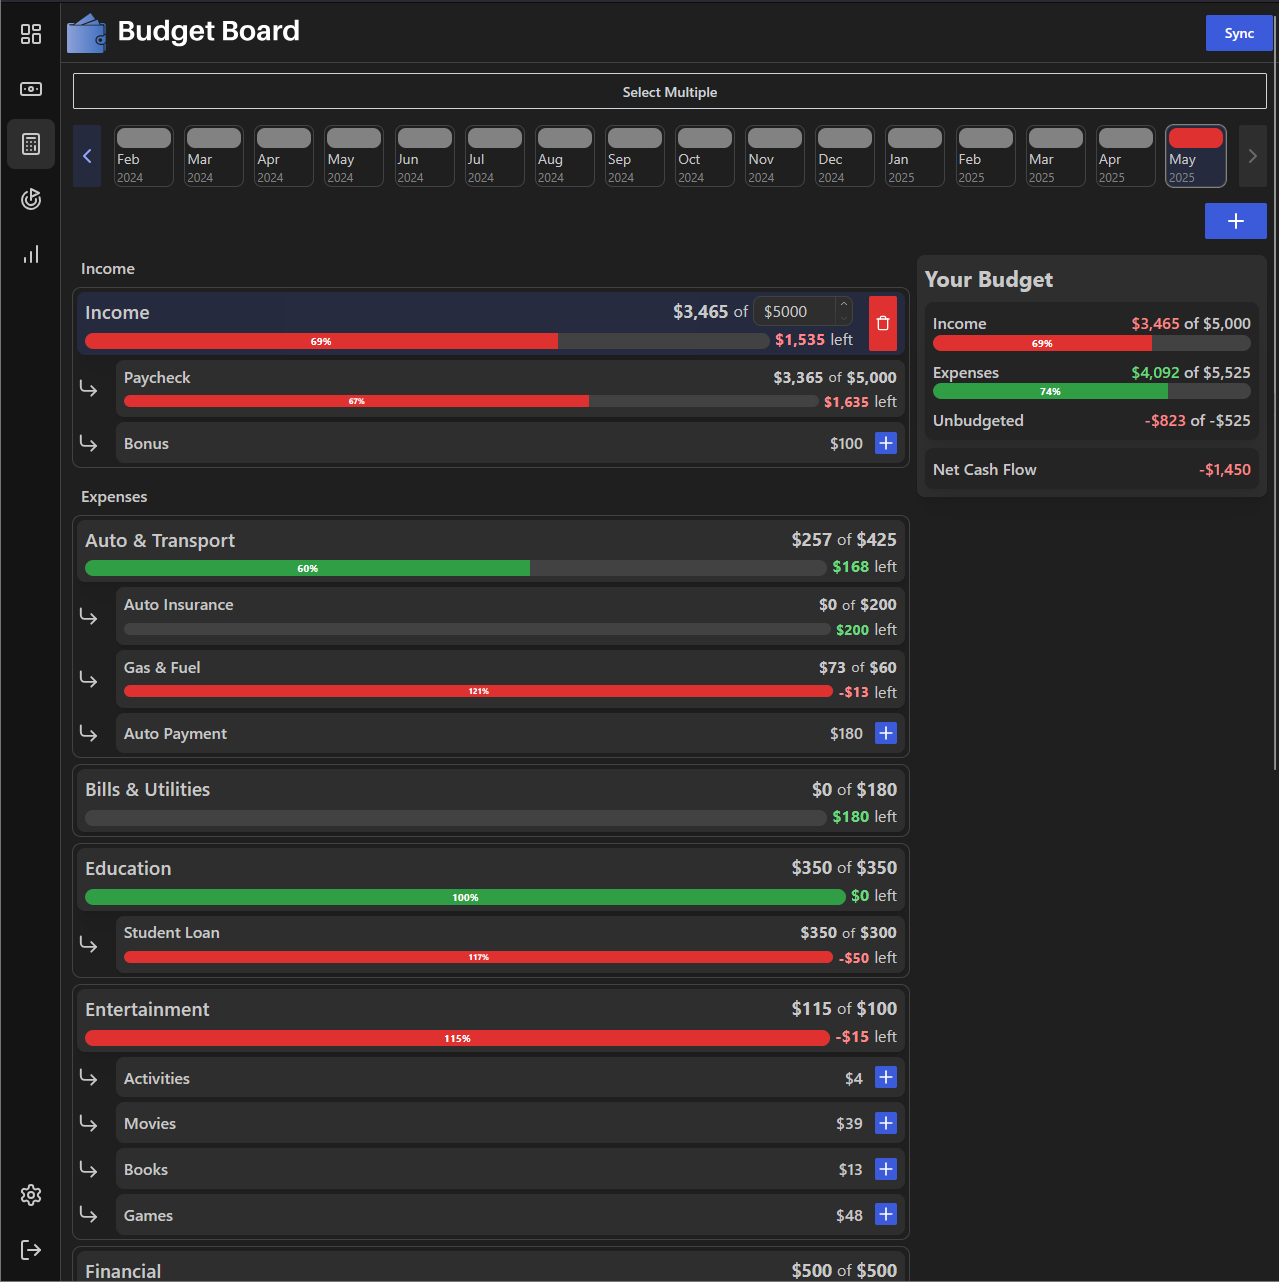 Budget Board
Sync
Select Multiple
Feb Mar Apr May Jun Jul Aug Sep Oct Nov Dec Jan Feb Mar Apr May
2024 2024 2024 2024 2024 2024 2024 2024 2024 2024 2024 2025 2025 2025 2025 2025
Income
Income $3,465 of $5000
69% $1,535 left
Paycheck $3,365 of $5,000
67% $1,635 left
Bonus $100
Your Budget
Income $3,465 of $5,000
69%
Expenses $4,092 of $5,525
74%
Unbudgeted -$823 of -$525
Net Cash Flow -$1,450
Expenses
Auto & Transport $257 of $425
60% $168 left
Auto Insurance $0 of $200
$200 left
Gas & Fuel $73 of $60
121% -$13 left
Auto Payment $180
Bills & Utilities $0 of $180
$180 left
Education $350 of $350
100% $0 left
Student Loan $350 of $300
117% -$50 left
Entertainment $115 of $100
115% -$15 left
Activities $4
Movies $39
Books $13
Games $48
Financial $500 of $500